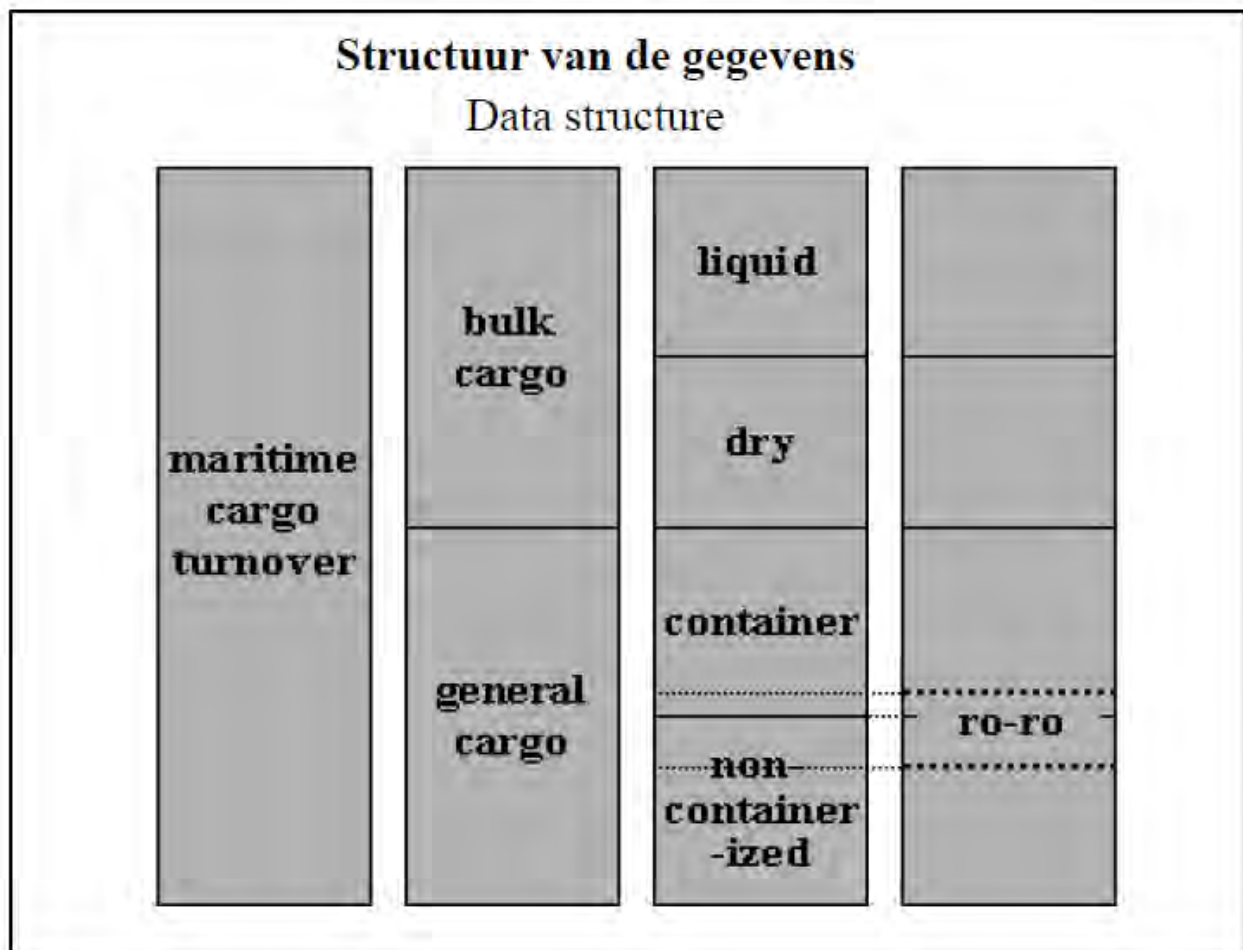 Structuur van de gegevens
Data structure
maritime
cargo
turnover
bulk
cargo
general
cargo
liquid
dry
container
non-
container
-ized
ro-ro